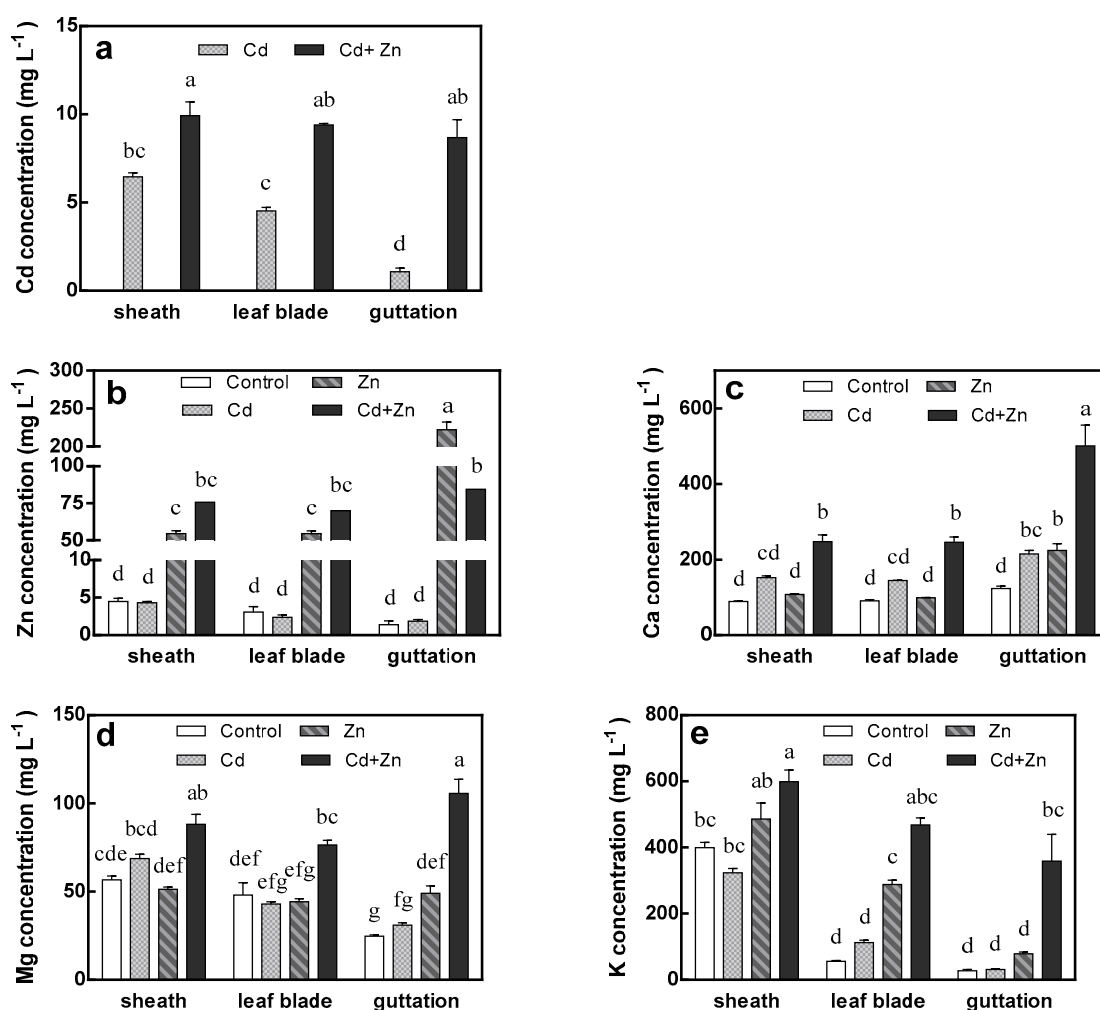 a
Cd Cd+ Zn
Cd concentration (mg L⁻¹)
15
10
5
0
bc a c ab d ab
sheath leaf blade guttation
b
Control Zn
Cd Cd+Zn
Zn concentration (mg L⁻¹)
300
250
200
100
75
50
10
5
0
d d c bc d d c bc d d a b
sheath leaf blade guttation
c
Control Zn
Cd Cd+Zn
Ca concentration (mg L⁻¹)
600
400
200
0
d cd d b d cd d b d bc b a
sheath leaf blade guttation
d
Control Zn
Cd Cd+Zn
Mg concentration (mg L⁻¹)
150
100
50
0
cde bcd def ab def efg efg bc g fg def a
sheath leaf blade guttation
e
Control Zn
Cd Cd+Zn
K concentration (mg L⁻¹)
800
600
400
200
0
bc bc ab a d d c abc d d d bc
sheath leaf blade guttation